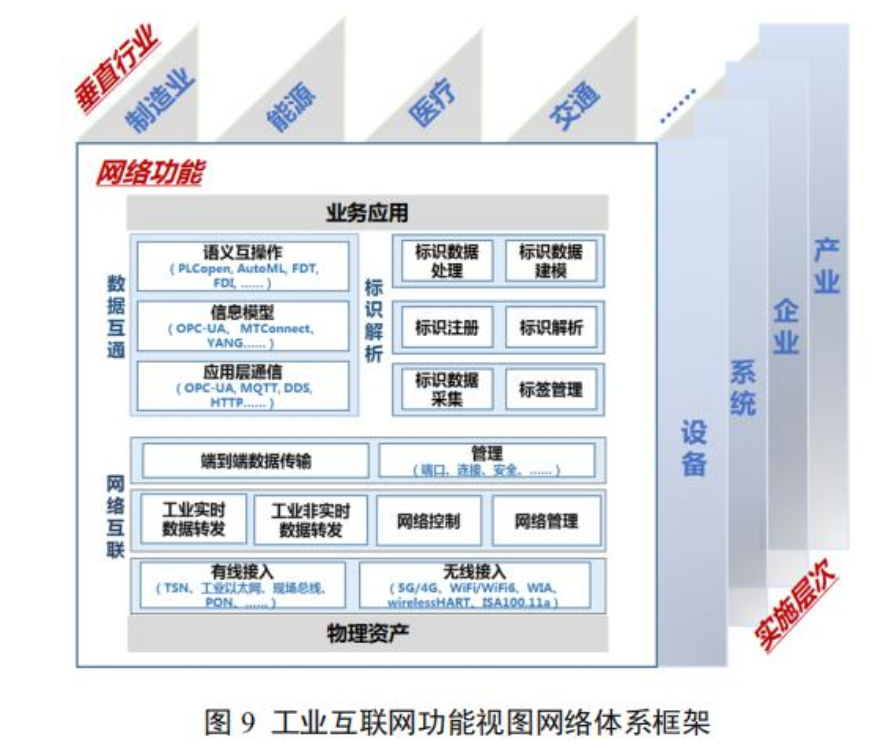 垂直行业
制造业
能源
医疗
交通
……
网络功能
业务应用
数据互通
语义互操作
（PLCopen, AutoML, FDT,
FDI, ……）
信息模型
（OPC-UA、 MTConnect、
YANG……）
应用层通信
（OPC-UA, MQTT, DDS,
HTTP……）
标识解析
标识数据
处理
标识数据
建模
标识注册
标识解析
标识数据
采集
标签管理
网络互联
端到端数据传输
管理
（端口、连接、安全、……）
工业实时
数据转发
工业非实时
数据转发
网络控制
网络管理
有线接入
（TSN、工业以太网、现场总线、
PON、……）
无线接入
（5G/4G、WiFi/WiFi6、WIA、
wirelessHART、ISA100.11a）
物理资产
设备
系统
企业
产业
实施层次
图 9 工业互联网功能视图网络体系框架